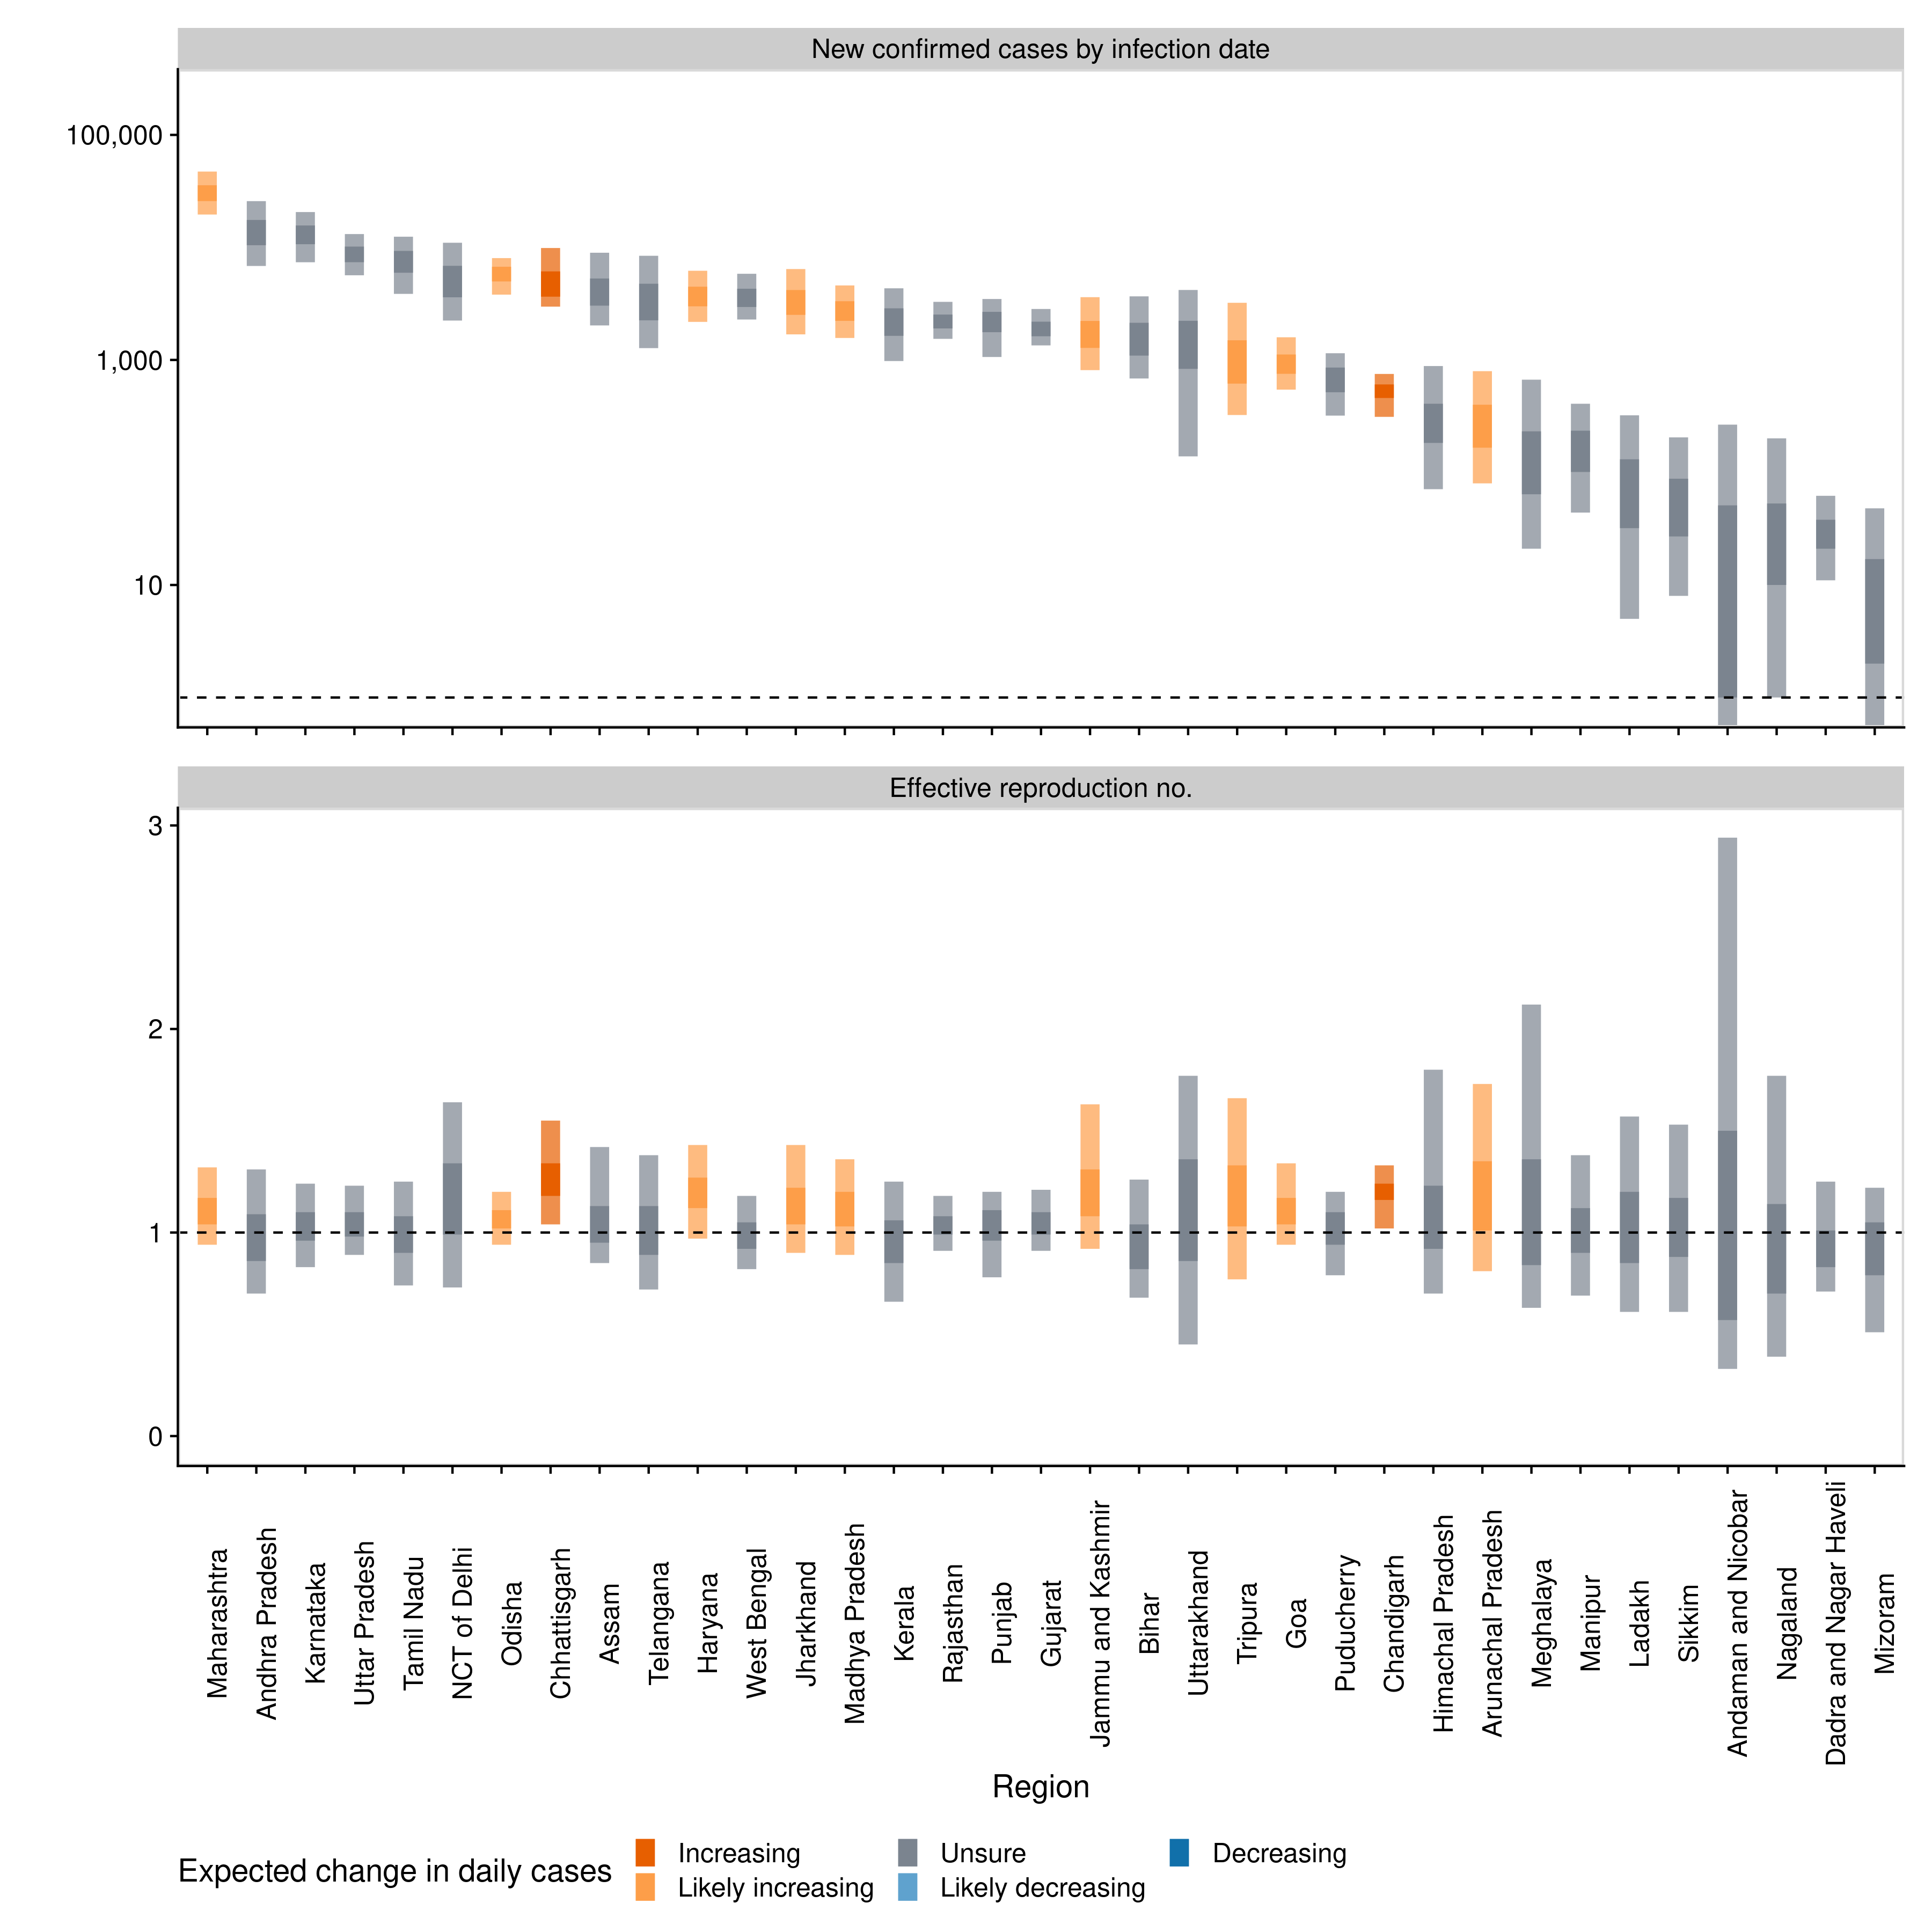 New confirmed cases by infection date
100,000
1,000
10
Effective reproduction no.
3
2
1
0
Maharashtra
Andhra Pradesh
Karnataka
Uttar Pradesh
Tamil Nadu
NCT of Delhi
Odisha
Chhattisgarh
Assam
Telangana
Haryana
West Bengal
Jharkhand
Madhya Pradesh
Kerala
Rajasthan
Punjab
Gujarat
Jammu and Kashmir
Bihar
Uttarakhand
Tripura
Goa
Puducherry
Chandigarh
Himachal Pradesh
Arunachal Pradesh
Meghalaya
Manipur
Ladakh
Sikkim
Andaman and Nicobar
Nagaland
Dadra and Nagar Haveli
Mizoram
Region
Expected change in daily cases
Increasing
Likely increasing
Unsure
Likely decreasing
Decreasing